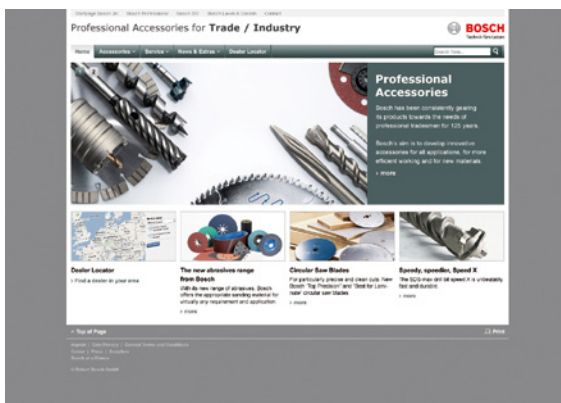 Professional Accessories for Trade / Industry
BOSCH
Home Accessories Service News & Extras Dealer Locator
Professional
Accessories
Bosch has been consistently gearing
its products towards the needs of
professional tradesmen for 125 years.
Bosch's aim is to develop innovative
accessories for all applications, for more
efficient working and for new materials.
› more
Dealer Locator
› Find a dealer in your area
The new abrasives range
from Bosch
With its new range of abrasives, Bosch
offers the appropriate sanding material for
virtually any requirement and application.
› more
Circular Saw Blades
For particularly precise and clean cuts: New
Bosch "Top Precision" and "Best for Lami-
nate" circular saw blades
› more
Speedy, speedier, Speed X
The SDS-max drill bit speed X is unbeatably
fast and durable
› more
Top of Page
Print